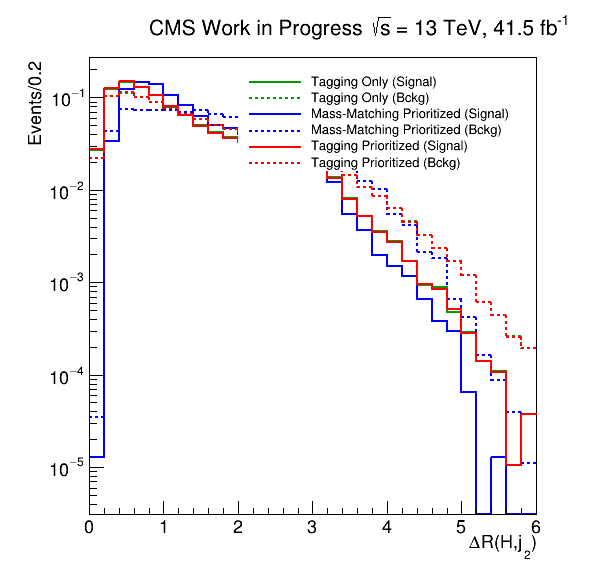 CMS Work in Progress √s = 13 TeV, 41.5 fb⁻¹
Events/0.2
Tagging Only (Signal)
Tagging Only (Bckg)
Mass-Matching Prioritized (Signal)
Mass-Matching Prioritized (Bckg)
Tagging Prioritized (Signal)
Tagging Prioritized (Bckg)
10⁻¹
10⁻²
10⁻³
10⁻⁴
10⁻⁵
0 1 2 3 4 5 6
ΔR(H,j₂)